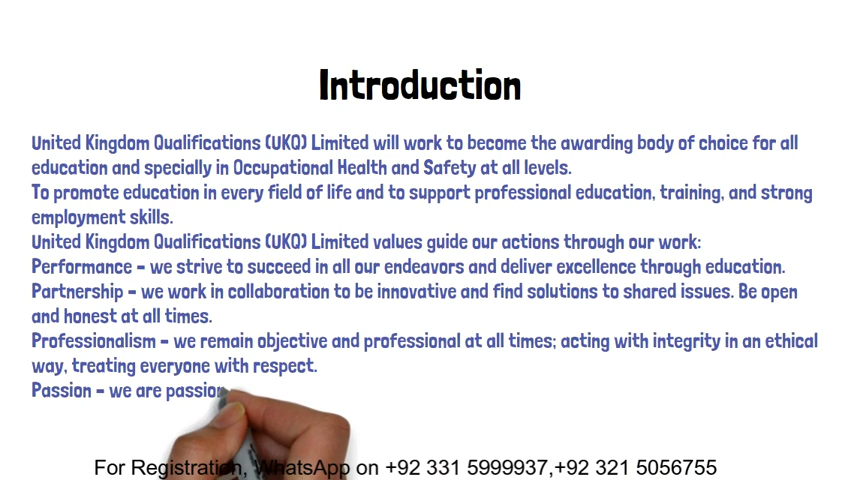 Introduction
United Kingdom Qualifications (UKQ) Limited will work to become the awarding body of choice for all
education and specially in Occupational Health and Safety at all levels.
To promote education in every field of life and to support professional education, training, and strong
employment skills.
United Kingdom Qualifications (UKQ) Limited values guide our actions through our work:
Performance – we strive to succeed in all our endeavors and deliver excellence through education.
Partnership – we work in collaboration to be innovative and find solutions to shared issues. Be open
and honest at all times.
Professionalism – we remain objective and professional at all times; acting with integrity in an ethical
way, treating everyone with respect.
Passion – we are passion
For Registration, WhatsApp on +92 331 5999937,+92 321 5056755